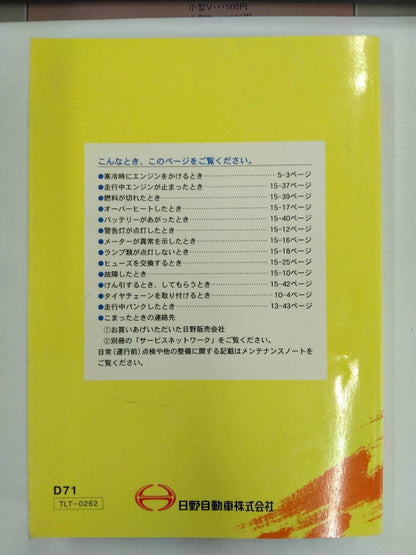 小型V･･･500円
こんなとき、このページをご覧ください。
●寒冷時にエンジンをかけるとき………………………… 5-3ページ
●走行中エンジンが止まったとき………………………15-37ページ
●燃料が切れたとき………………………………………15-39ページ
●オーバーヒートしたとき………………………………15-17ページ
●バッテリーがあがったとき……………………………15-40ページ
●警告灯が点灯したとき…………………………………15-12ページ
●メーターが異常を示したとき…………………………15-16ページ
●ランプ類が点灯しないとき……………………………15-18ページ
●ヒューズを交換するとき………………………………15-25ページ
●故障したとき……………………………………………15-10ページ
●けん引するとき、してもらうとき……………………15-42ページ
●タイヤチェーンを取り付けるとき……………………10-4ページ
●走行中パンクしたとき…………………………………13-43ページ
●こまったときの連絡先
①お買いあげいただいた日野販売会社
②別冊の「サービスネットワーク」をご覧ください。
日常（運行前）点検や他の整備に関する記載はメンテナンスノートを
ご覧ください。
D71
TLT-0262
日野自動車株式会社